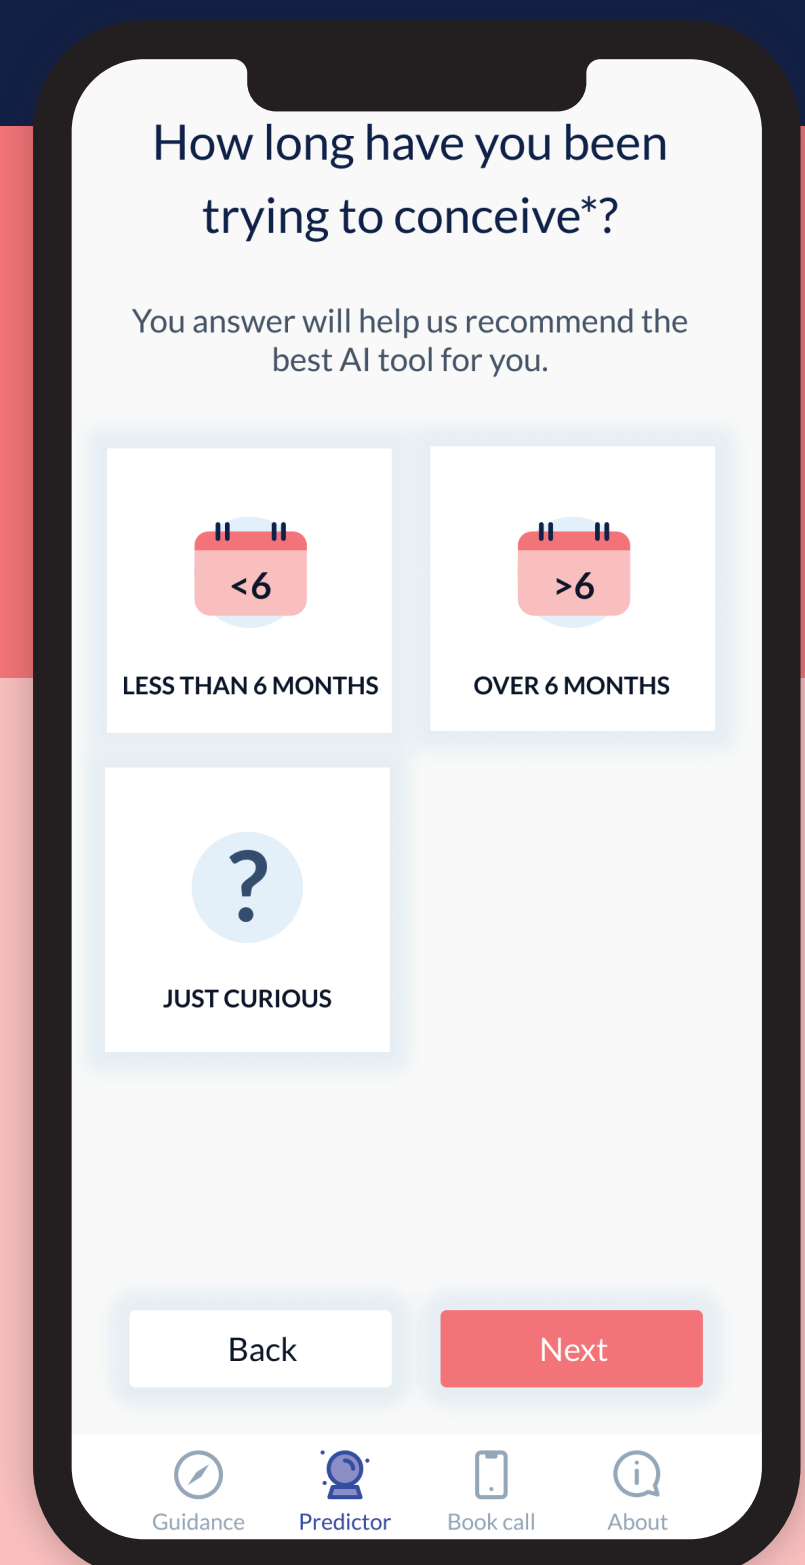 How long have you been
trying to conceive*?
You answer will help us recommend the
best AI tool for you.
<6
>6
LESS THAN 6 MONTHS
OVER 6 MONTHS
?
JUST CURIOUS
Back
Next
Guidance
Predictor
Book call
About